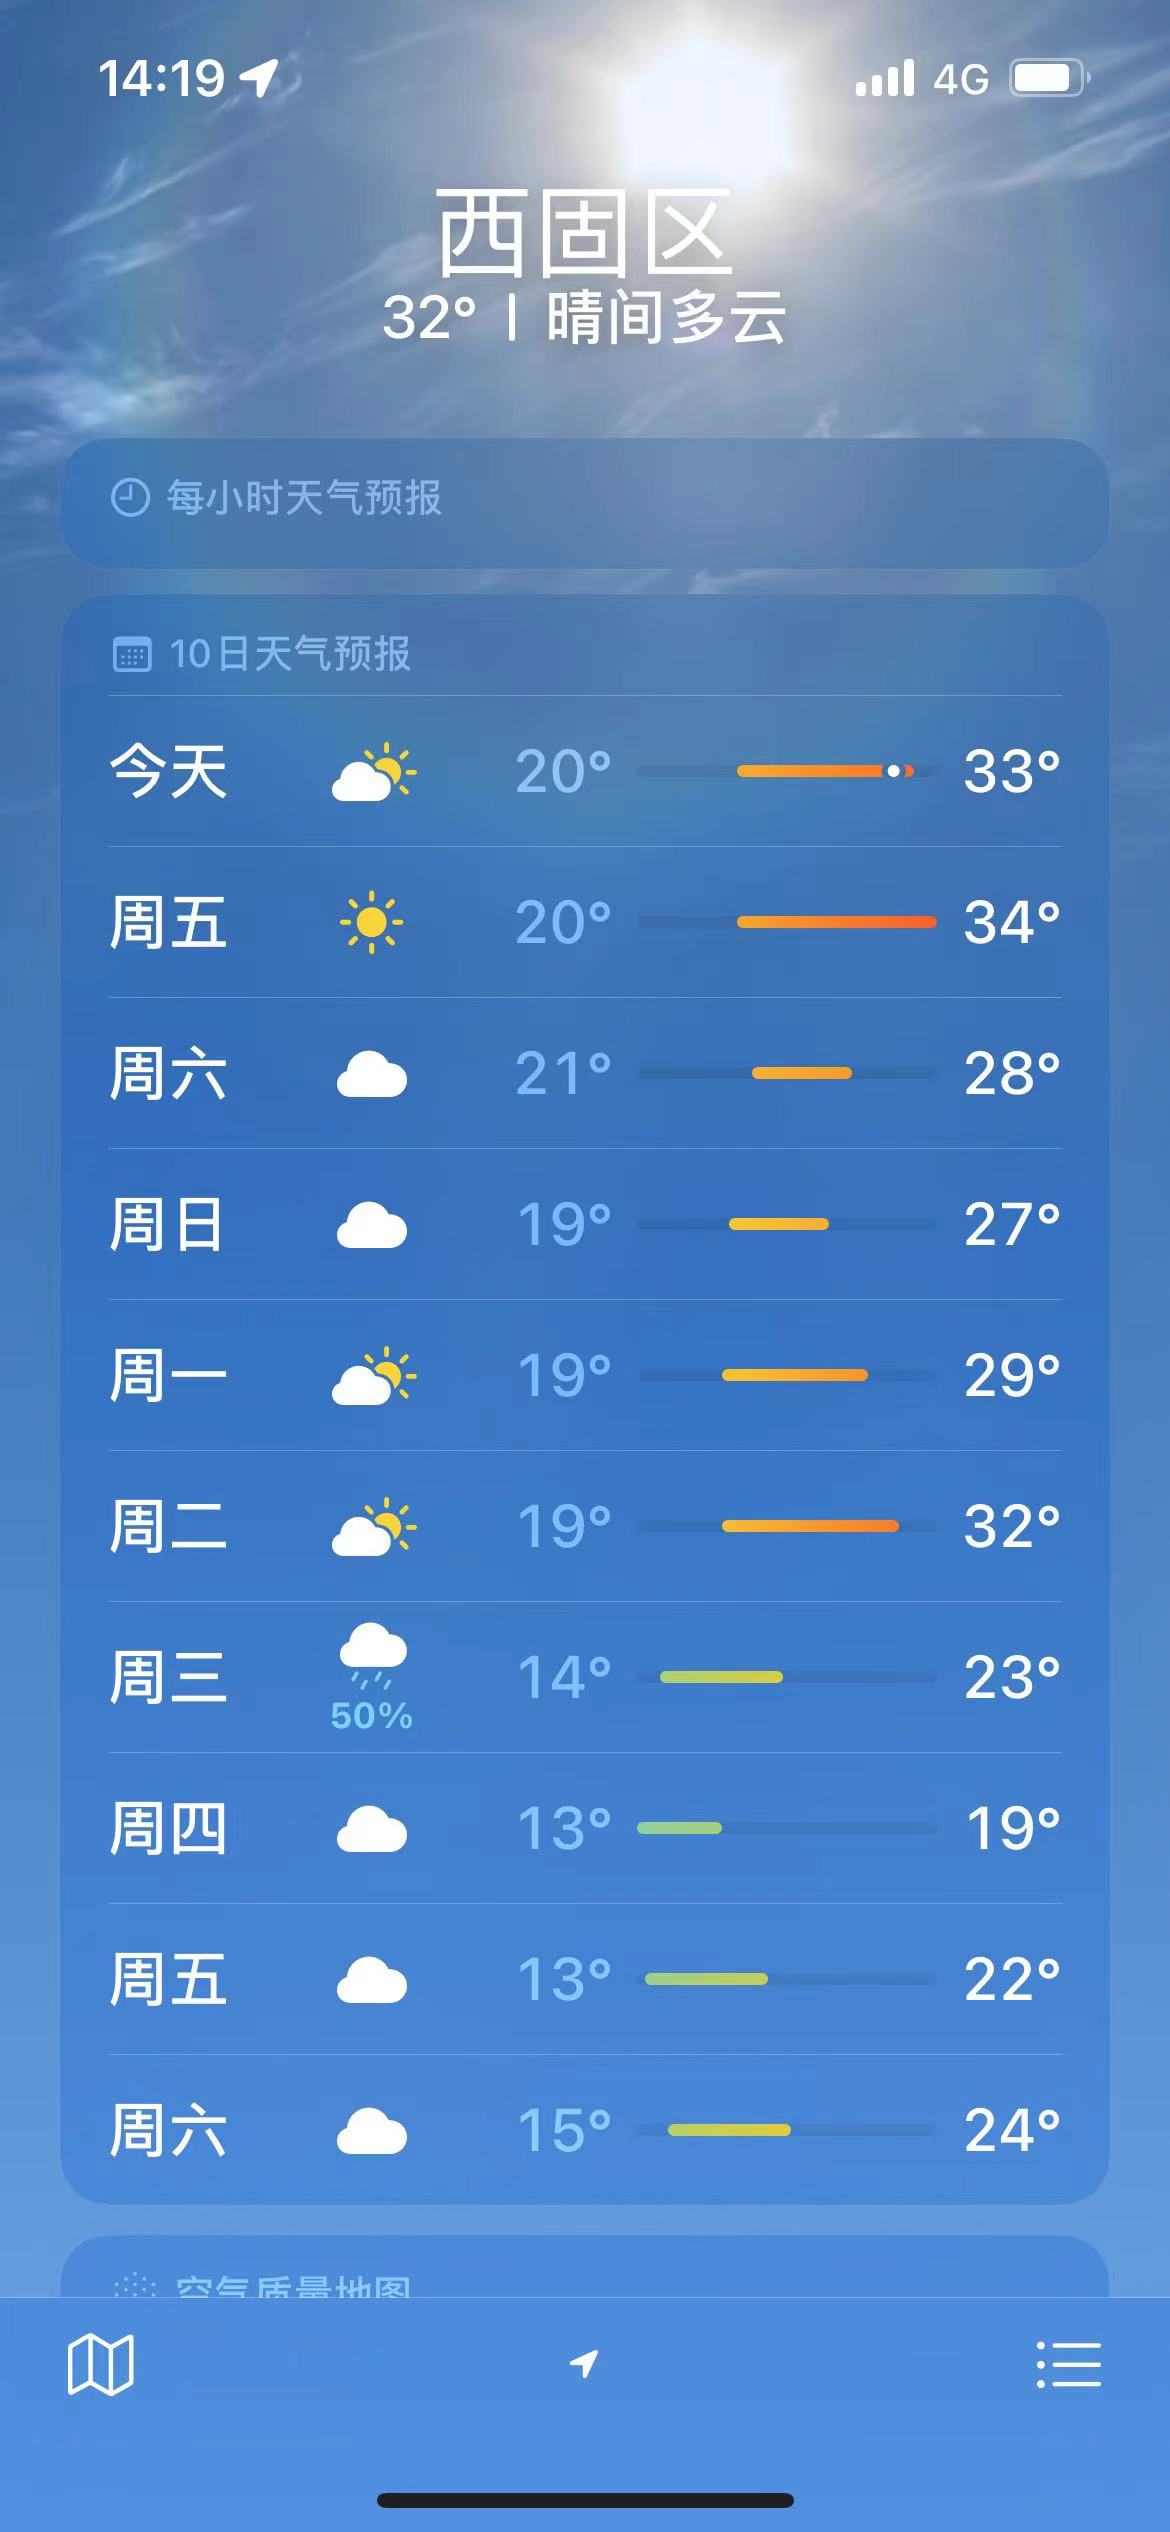 14:19 4G
西固区
32° | 晴间多云
每小时天气预报
10日天气预报
今天 20° 33°
周五 20° 34°
周六 21° 28°
周日 19° 27°
周一 19° 29°
周二 19° 32°
周三 50% 14° 23°
周四 13° 19°
周五 13° 22°
周六 15° 24°
空气质量地图